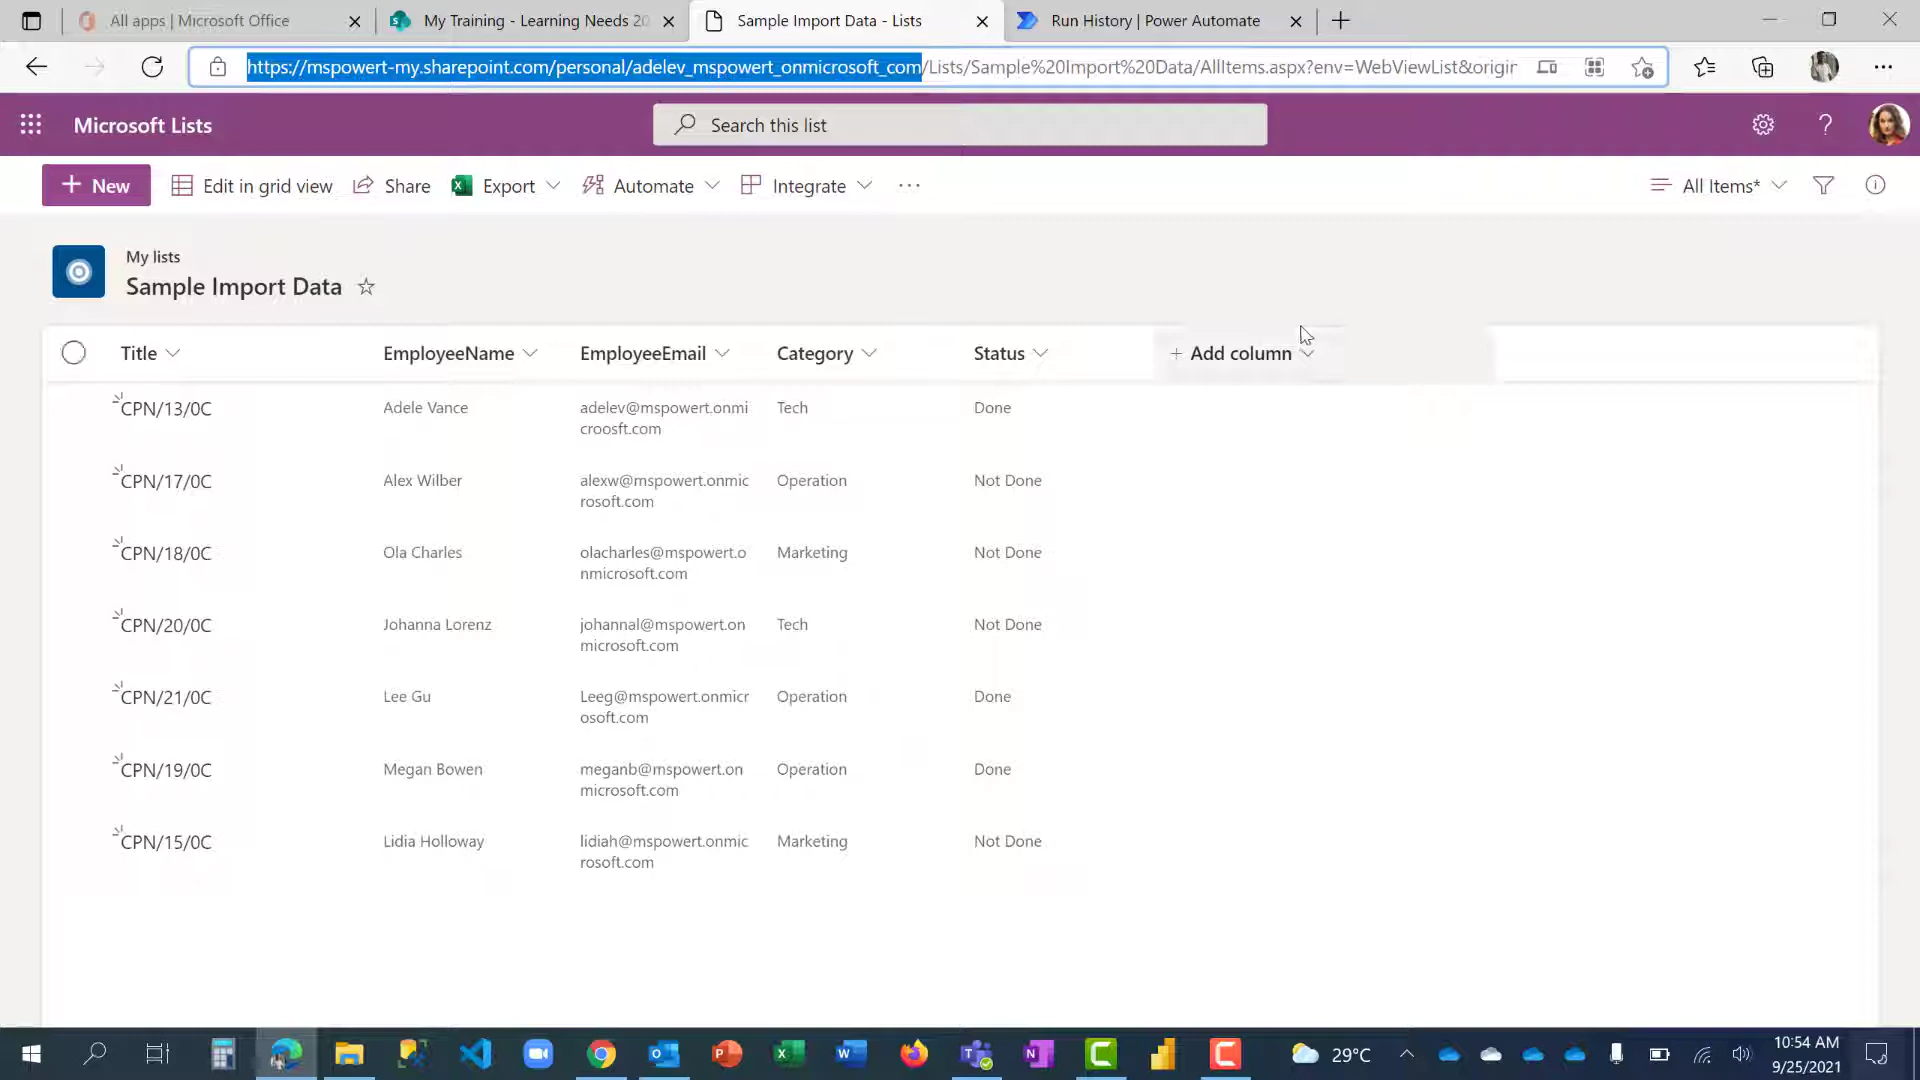 All apps | Microsoft Office
My Training - Learning Needs 20
Sample Import Data - Lists
Run History | Power Automate
https://mspowert-my.sharepoint.com/personal/adelev_mspowert_onmicrosoft_com/Lists/Sample%20Import%20Data/AllItems.aspx?env=WebViewList&origin
Microsoft Lists
Search this list
+ New
Edit in grid view
Share
Export
Automate
Integrate
All Items*
My lists
Sample Import Data
Title
EmployeeName
EmployeeEmail
Category
Status
+ Add column
CPN/13/0C
Adele Vance
adelev@mspowert.onmi
croosft.com
Tech
Done
CPN/17/0C
Alex Wilber
alexw@mspowert.onmic
rosoft.com
Operation
Not Done
CPN/18/0C
Ola Charles
olacharles@mspowert.o
nmicrosoft.com
Marketing
Not Done
CPN/20/0C
Johanna Lorenz
johannal@mspowert.on
microsoft.com
Tech
Not Done
CPN/21/0C
Lee Gu
Leeg@mspowert.onmicr
osoft.com
Operation
Done
CPN/19/0C
Megan Bowen
meganb@mspowert.on
microsoft.com
Operation
Done
CPN/15/0C
Lidia Holloway
lidiah@mspowert.onmic
rosoft.com
Marketing
Not Done
29°C
10:54 AM
9/25/2021